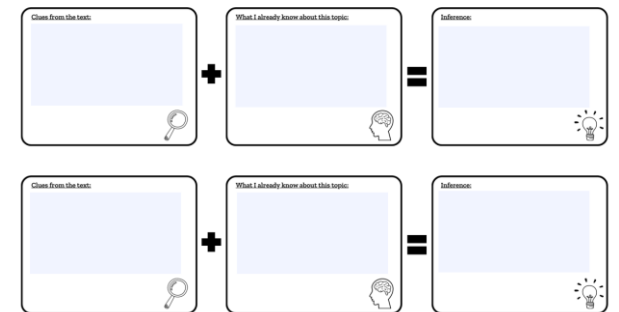 Clues from the text:
What I already know about this topic:
Inference:
Clues from the text:
What I already know about this topic:
Inference: